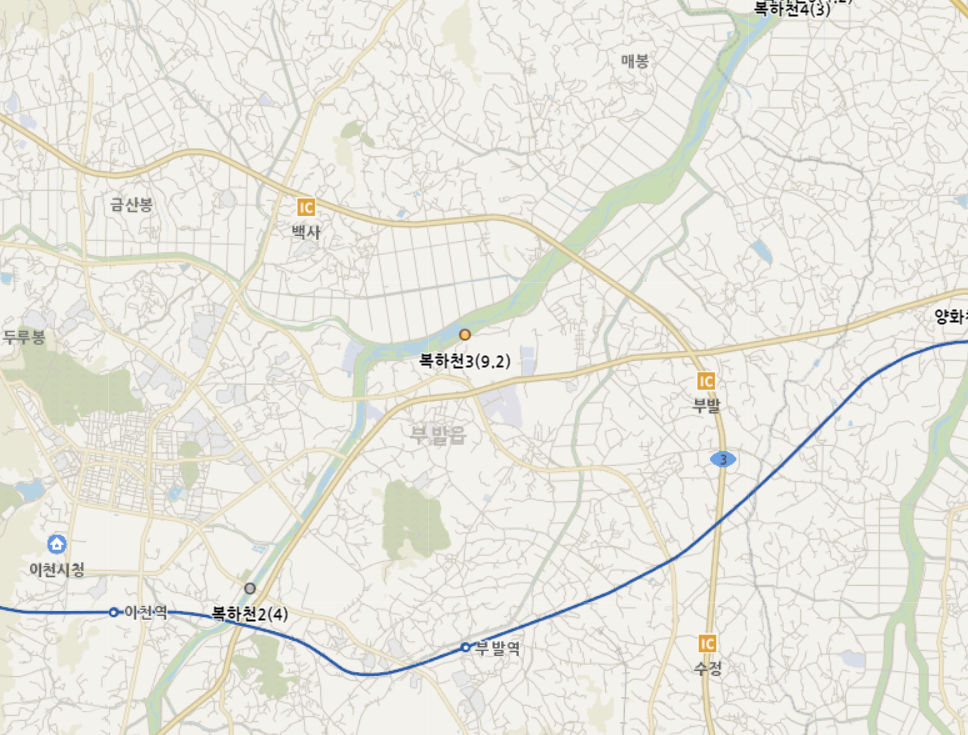 복하천4(3)
매봉
금산봉
IC
백사
양화
두루봉
복하천3(9.2)
IC
부발
부발읍
3
이천시청
이천역
복하천2(4)
부발역
IC
수정